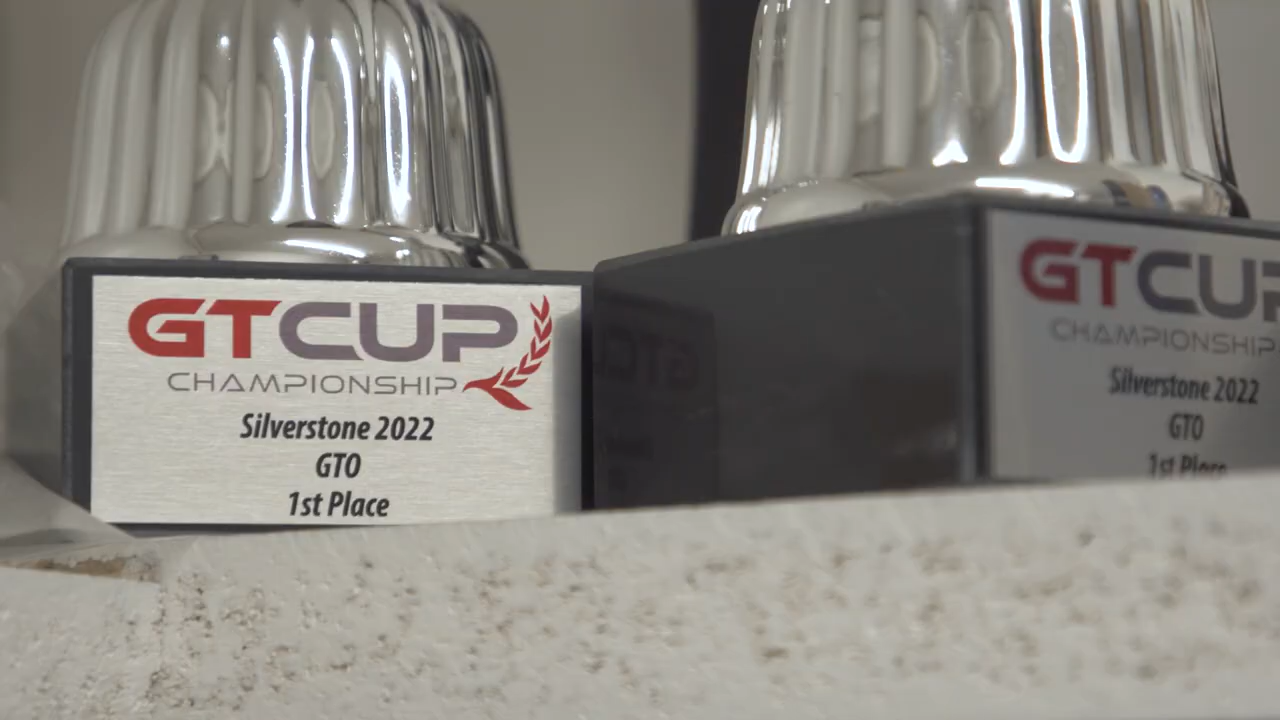 GTCUP
CHAMPIONSHIP
Silverstone 2022
GTO
1st Place
GTCUP
CHAMPIONSHIP
Silverstone 2022
GTO
1st Place